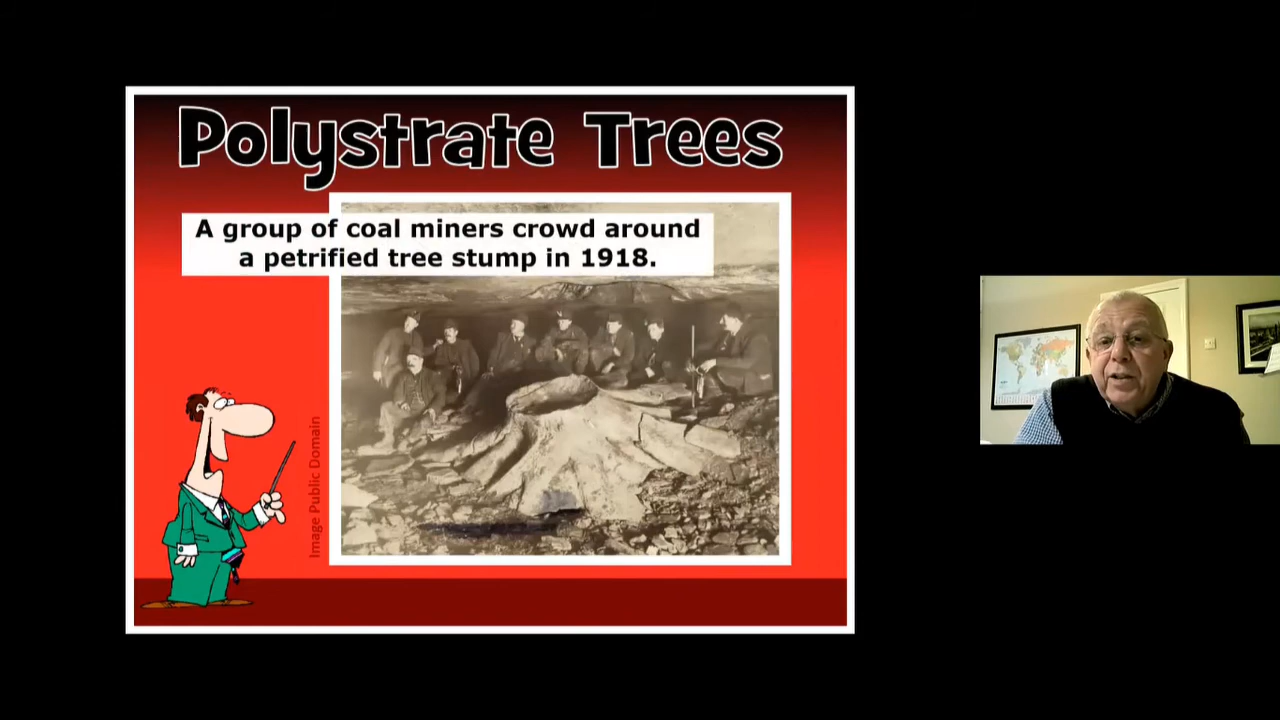 Polystrate Trees
A group of coal miners crowd around
a petrified tree stump in 1918.
Image Public Domain